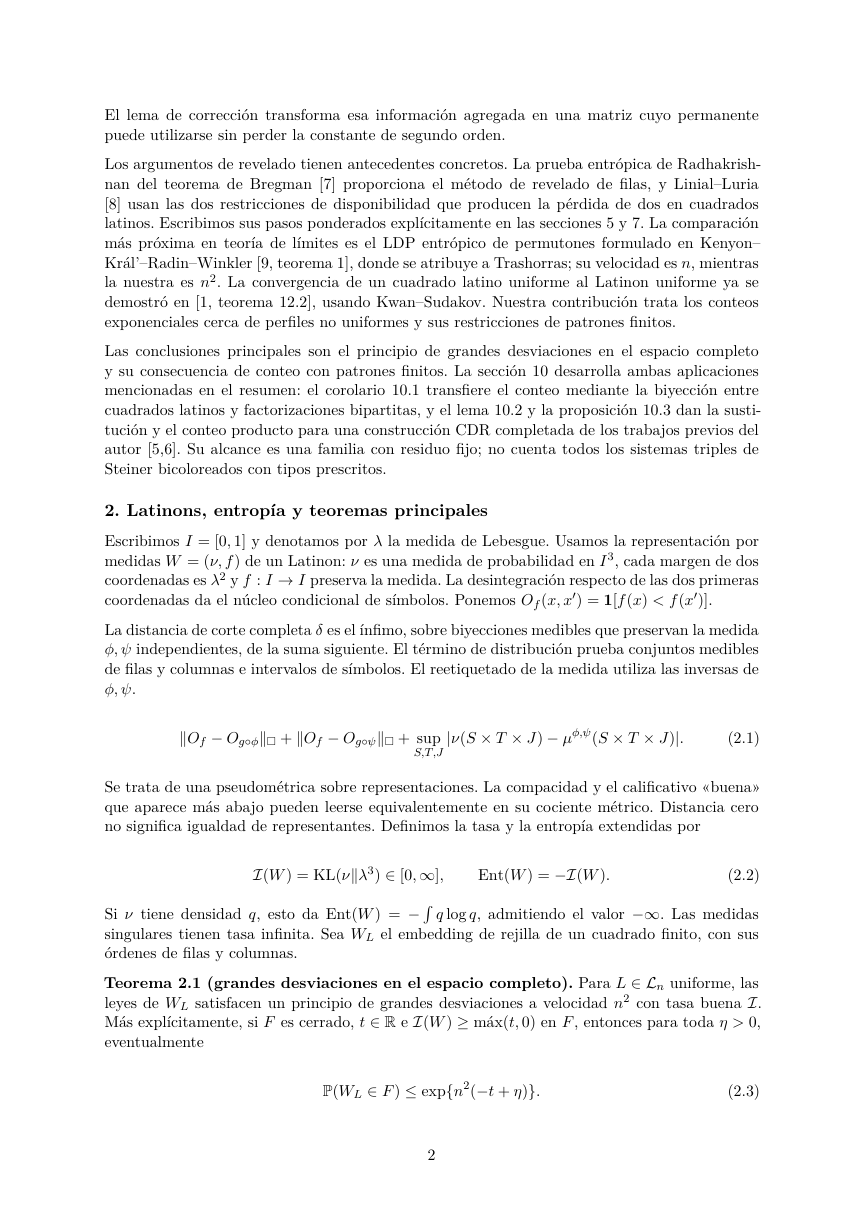 El lema de corrección transforma esa información agregada en una matriz cuyo permanente
puede utilizarse sin perder la constante de segundo orden.
Los argumentos de revelado tienen antecedentes concretos. La prueba entrópica de Radhakrish-
nan del teorema de Bregman [7] proporciona el método de revelado de filas, y Linial–Luria
[8] usan las dos restricciones de disponibilidad que producen la pérdida de dos en cuadrados
latinos. Escribimos sus pasos ponderados explícitamente en las secciones 5 y 7. La comparación
más próxima en teoría de límites es el LDP entrópico de permutones formulado en Kenyon–
Král'–Radin–Winkler [9, teorema 1], donde se atribuye a Trashorras; su velocidad es n, mientras
la nuestra es n². La convergencia de un cuadrado latino uniforme al Latinon uniforme ya se
demostró en [1, teorema 12.2], usando Kwan–Sudakov. Nuestra contribución trata los conteos
exponenciales cerca de perfiles no uniformes y sus restricciones de patrones finitos.
Las conclusiones principales son el principio de grandes desviaciones en el espacio completo
y su consecuencia de conteo con patrones finitos. La sección 10 desarrolla ambas aplicaciones
mencionadas en el resumen: el corolario 10.1 transfiere el conteo mediante la biyección entre
cuadrados latinos y factorizaciones bipartitas, y el lema 10.2 y la proposición 10.3 dan la susti-
tución y el conteo producto para una construcción CDR completada de los trabajos previos del
autor [5,6]. Su alcance es una familia con residuo fijo; no cuenta todos los sistemas triples de
Steiner bicoloreados con tipos prescritos.
2. Latinons, entropía y teoremas principales
Escribimos I = [0, 1] y denotamos por λ la medida de Lebesgue. Usamos la representación por
medidas W = (ν, f) de un Latinon: ν es una medida de probabilidad en I³, cada margen de dos
coordenadas es λ² y f : I → I preserva la medida. La desintegración respecto de las dos primeras
coordenadas da el núcleo condicional de símbolos. Ponemos O_f(x, x′) = 𝟏[f(x) < f(x′)].
La distancia de corte completa δ es el ínfimo, sobre biyecciones medibles que preservan la medida
ϕ, ψ independientes, de la suma siguiente. El término de distribución prueba conjuntos medibles
de filas y columnas e intervalos de símbolos. El reetiquetado de la medida utiliza las inversas de
ϕ, ψ.
‖O_f − O_{g∘ϕ}‖_□ + ‖O_f − O_{g∘ψ}‖_□ + sup_{S,T,J} |ν(S × T × J) − μ^{ϕ,ψ}(S × T × J)|. (2.1)
Se trata de una pseudométrica sobre representaciones. La compacidad y el calificativo «buena»
que aparece más abajo pueden leerse equivalentemente en su cociente métrico. Distancia cero
no significa igualdad de representantes. Definimos la tasa y la entropía extendidas por
ℐ(W) = KL(ν‖λ³) ∈ [0, ∞], Ent(W) = −ℐ(W). (2.2)
Si ν tiene densidad q, esto da Ent(W) = − ∫ q log q, admitiendo el valor −∞. Las medidas
singulares tienen tasa infinita. Sea W_L el embedding de rejilla de un cuadrado finito, con sus
órdenes de filas y columnas.
Teorema 2.1 (grandes desviaciones en el espacio completo). Para L ∈ ℒ_n uniforme, las
leyes de W_L satisfacen un principio de grandes desviaciones a velocidad n² con tasa buena ℐ.
Más explícitamente, si F es cerrado, t ∈ ℝ e ℐ(W) ≥ máx(t, 0) en F, entonces para toda η > 0,
eventualmente
ℙ(W_L ∈ F) ≤ exp{n²(−t + η)}. (2.3)
2